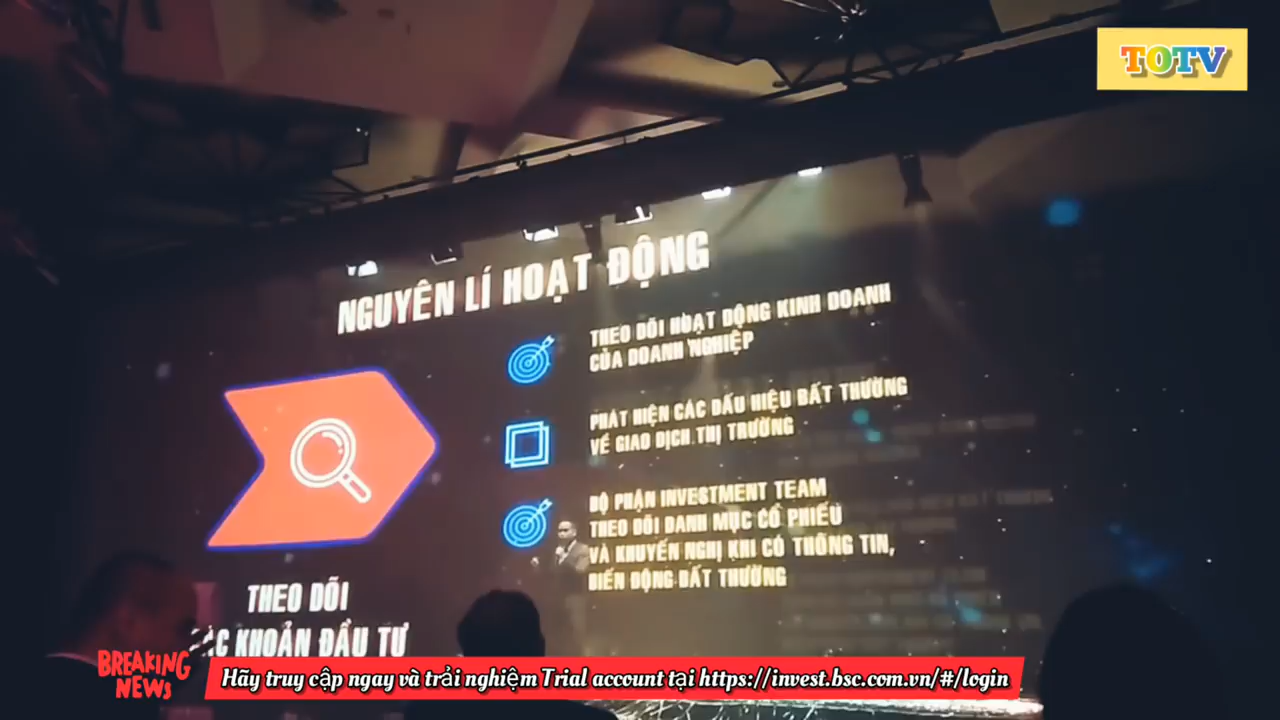 TOTV
NGUYÊN LÍ HOẠT ĐỘNG
THEO DÕI HOẠT ĐỘNG KINH DOANH
CỦA DOANH NGHIỆP
PHÁT HIỆN CÁC DẤU HIỆU BẤT THƯỜNG
VỀ GIAO DỊCH THỊ TRƯỜNG
BỘ PHẬN INVESTMENT TEAM
THEO DÕI DANH MỤC CỔ PHIẾU
VÀ KHUYẾN NGHỊ KHI CÓ THÔNG TIN,
BIẾN ĐỘNG BẤT THƯỜNG
THEO DÕI
CÁC KHOẢN ĐẦU TƯ
BREAKING
NEWS
Hãy truy cập ngay và trải nghiệm Trial account tại https://invest.bsc.com.vn/#/login